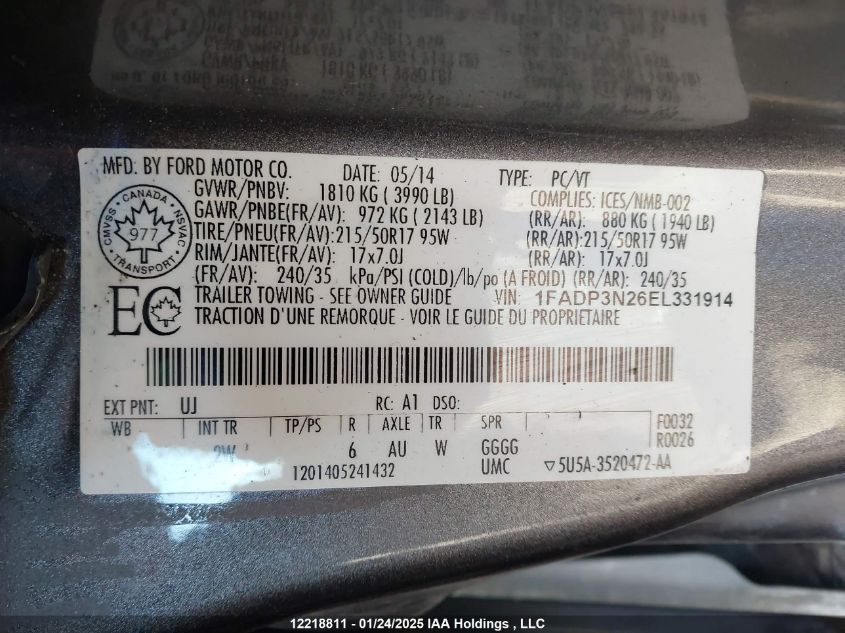 MFD. BY FORD MOTOR CO. DATE: 05/14 TYPE: PC/VT
GVWR/PNBV: 1810 KG ( 3990 LB) COMPLIES: ICES/NMB-002
GAWR/PNBE(FR/AV): 972 KG ( 2143 LB) (RR/AR): 880 KG ( 1940 LB)
TIRE/PNEU(FR/AV):215/50R17 95W (RR/AR):215/50R17 95W
RIM/JANTE(FR/AV): 17x7.0J (RR/AR): 17x7.0J
(FR/AV): 240/35 kPa/PSI (COLD)/lb/po (A FROID) (RR/AR): 240/35
TRAILER TOWING - SEE OWNER GUIDE VIN: 1FADP3N26EL331914
TRACTION D'UNE REMORQUE - VOIR LE GUIDE DU PROPRIETAIRE
CANADA
CMVSS 977 NSVAC
TRANSPORT
EC
EXT PNT: UJ RC: A1 DSO:
WB INT TR TP/PS R AXLE TR SPR F0032
2W 6 AU W GGGG R0026
1201405241432 UMC ▽5U5A-3520472-AA
12218811 - 01/24/2025 IAA Holdings , LLC